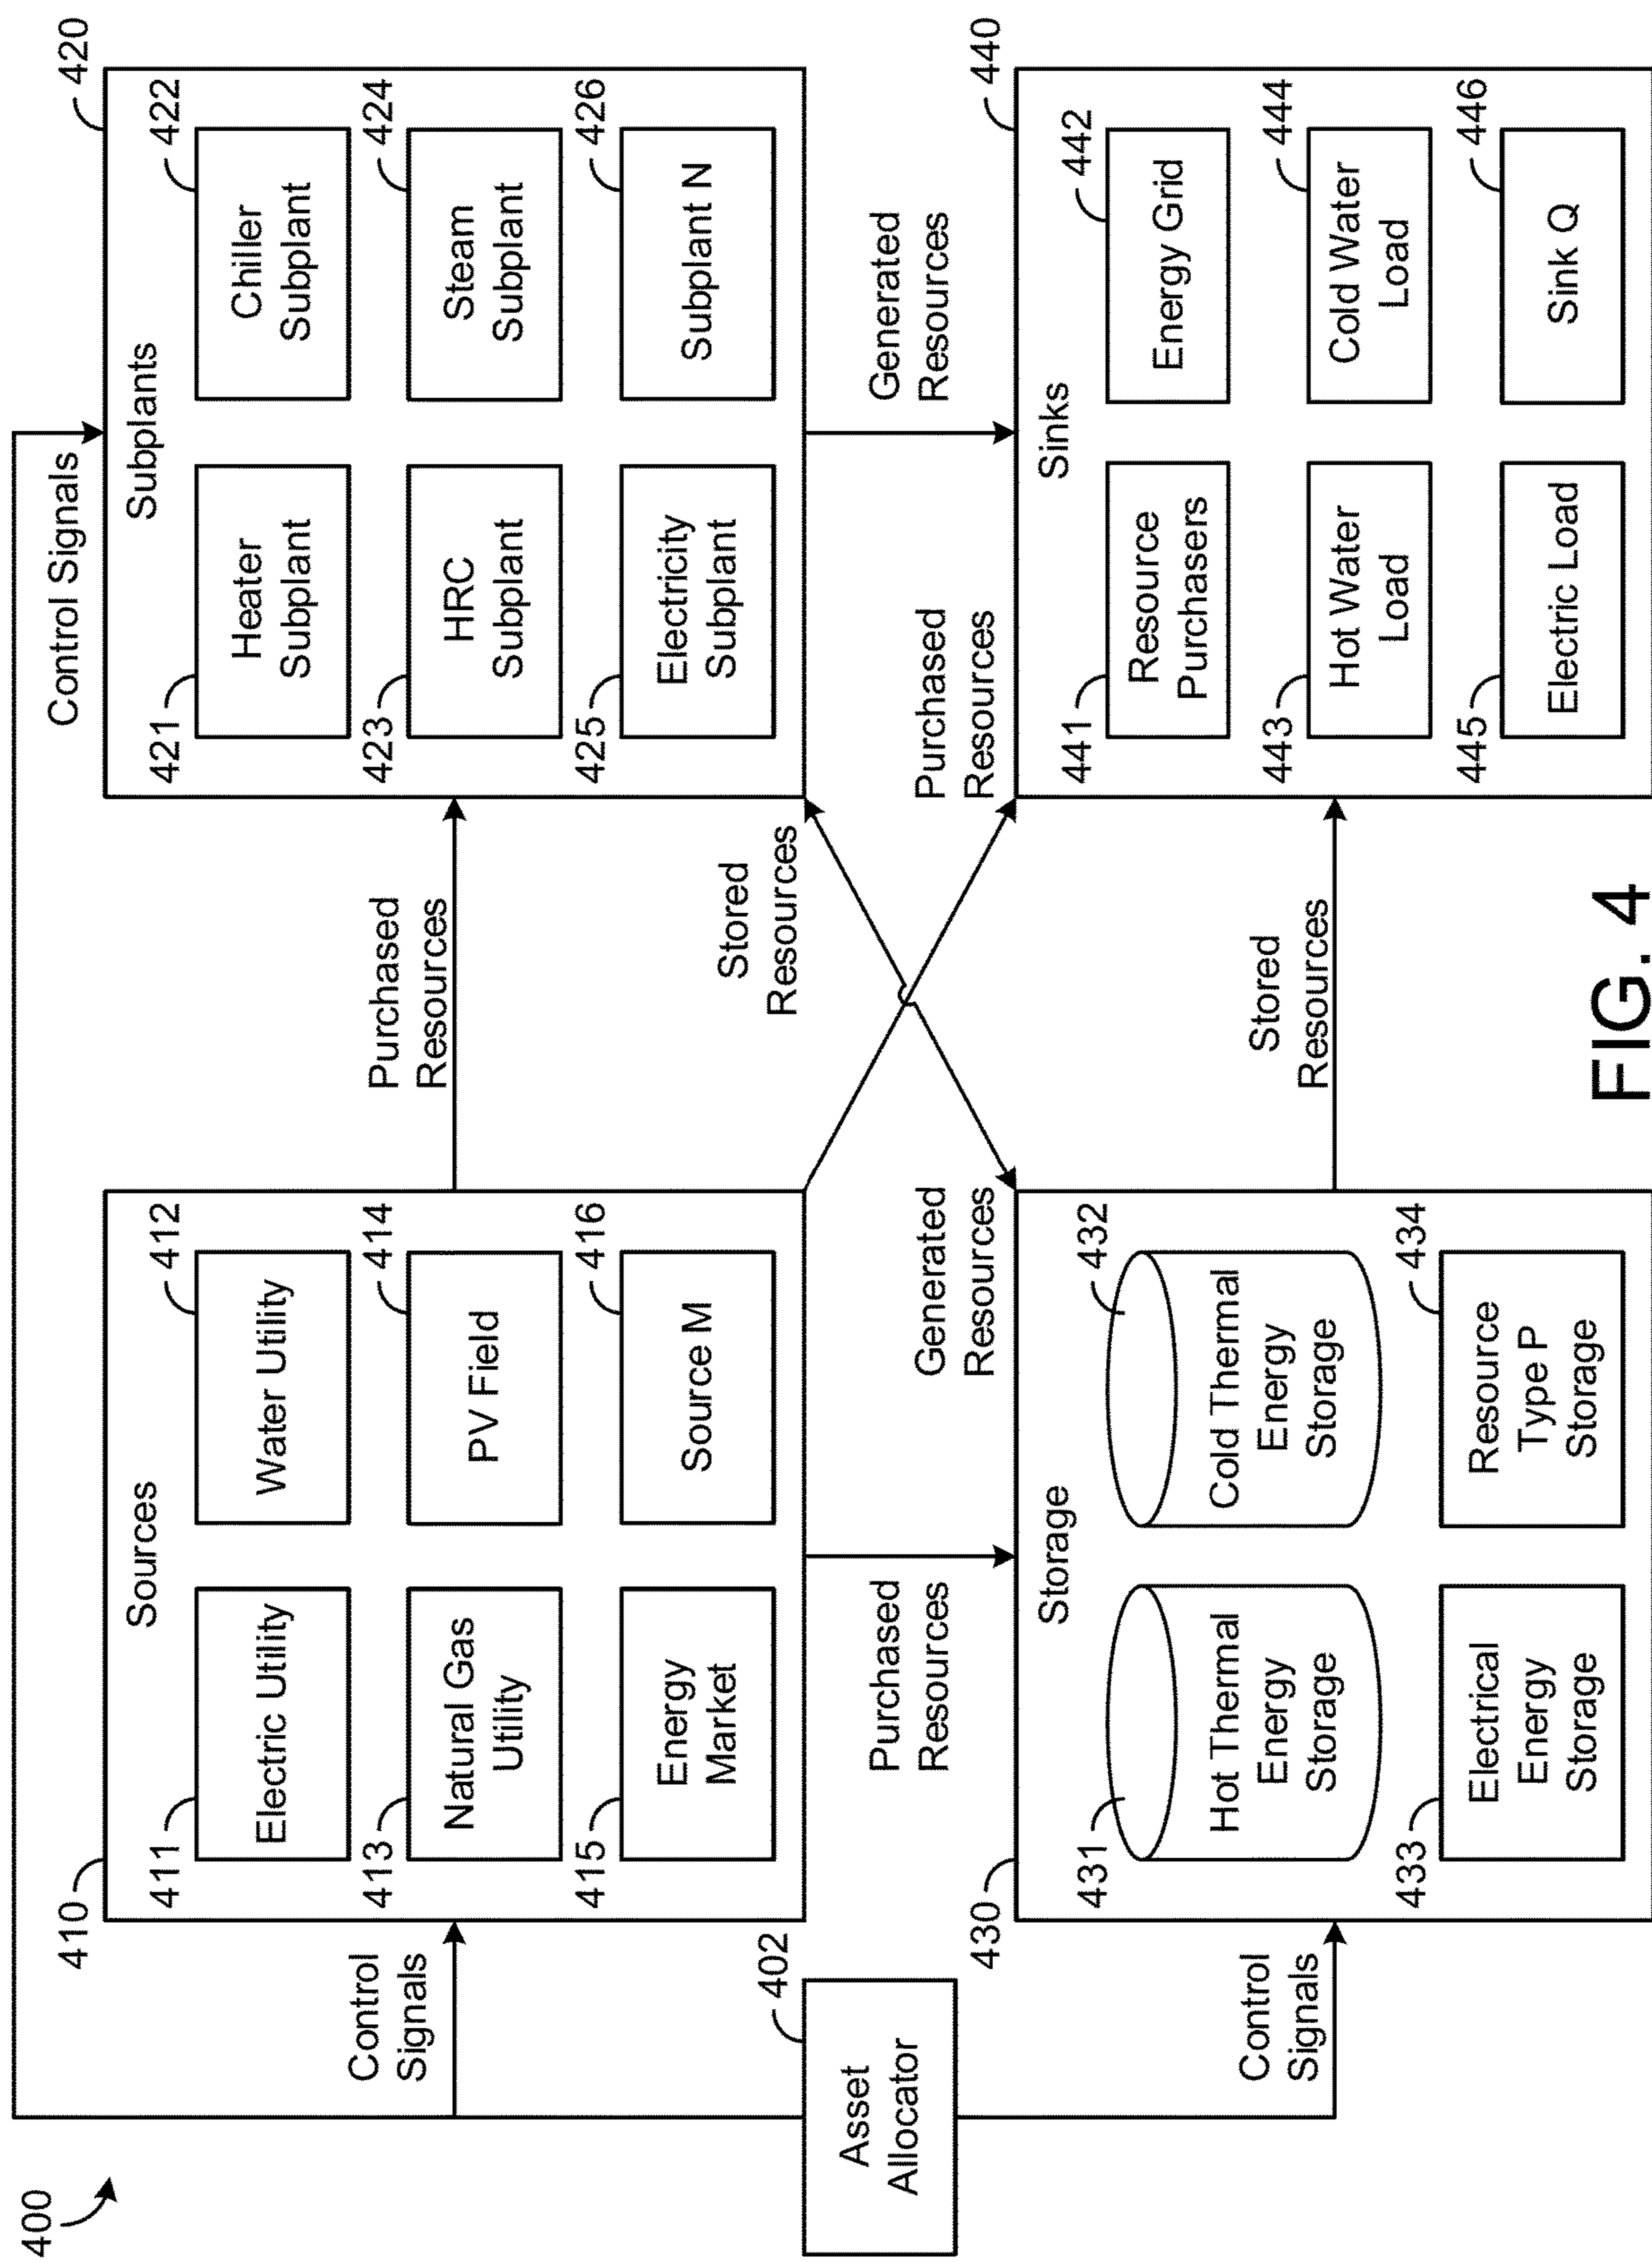 400
Control Signals
410
Sources
411
Electric Utility
412
Water Utility
413
Natural Gas
Utility
414
PV Field
415
Energy
Market
416
Source M
Control
Signals
Purchased
Resources
420
Subplants
421
Heater
Subplant
422
Chiller
Subplant
423
HRC
Subplant
424
Steam
Subplant
425
Electricity
Subplant
426
Subplant N
402
Asset
Allocator
Purchased
Resources
Generated
Resources
Stored
Resources
Purchased
Resources
Generated
Resources
430
Storage
431
Hot Thermal
Energy
Storage
432
Cold Thermal
Energy
Storage
433
Electrical
Energy
Storage
434
Resource
Type P
Storage
Control
Signals
Stored
Resources
440
Sinks
441
Resource
Purchasers
442
Energy Grid
443
Hot Water
Load
444
Cold Water
Load
445
Electric Load
446
Sink Q
FIG. 4